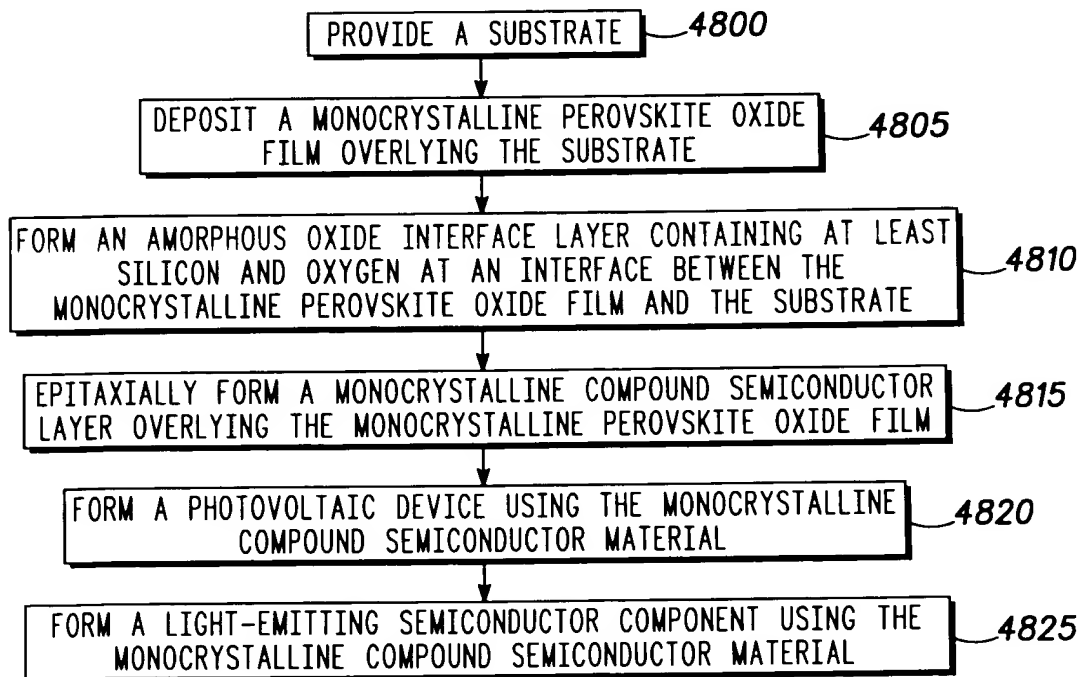 PROVIDE A SUBSTRATE 4800
DEPOSIT A MONOCRYSTALLINE PEROVSKITE OXIDE
FILM OVERLYING THE SUBSTRATE
4805
FORM AN AMORPHOUS OXIDE INTERFACE LAYER CONTAINING AT LEAST
SILICON AND OXYGEN AT AN INTERFACE BETWEEN THE
MONOCRYSTALLINE PEROVSKITE OXIDE FILM AND THE SUBSTRATE
4810
EPITAXIALLY FORM A MONOCRYSTALLINE COMPOUND SEMICONDUCTOR
LAYER OVERLYING THE MONOCRYSTALLINE PEROVSKITE OXIDE FILM
4815
FORM A PHOTOVOLTAIC DEVICE USING THE MONOCRYSTALLINE
COMPOUND SEMICONDUCTOR MATERIAL
4820
FORM A LIGHT-EMITTING SEMICONDUCTOR COMPONENT USING THE
MONOCRYSTALLINE COMPOUND SEMICONDUCTOR MATERIAL
4825